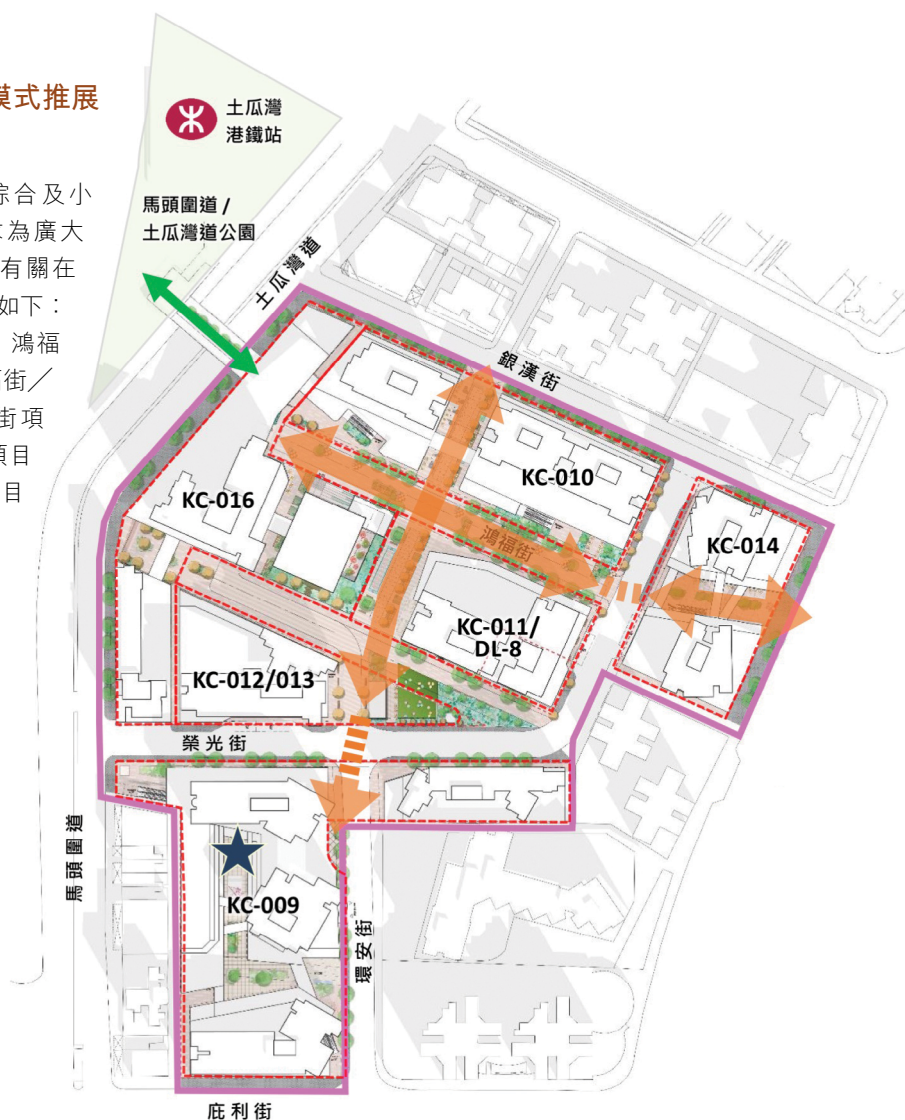 模式推展
綜合及小
為廣大
有關在
如下：
鴻福
街／
街項
項目
目
土瓜灣
港鐵站
馬頭圍道 /
土瓜灣道公園
土瓜灣道
銀漢街
KC-010
KC-016
KC-014
鴻福街
KC-011/
DL-8
KC-012/013
榮光街
馬頭圍道
KC-009
環安街
庇利街